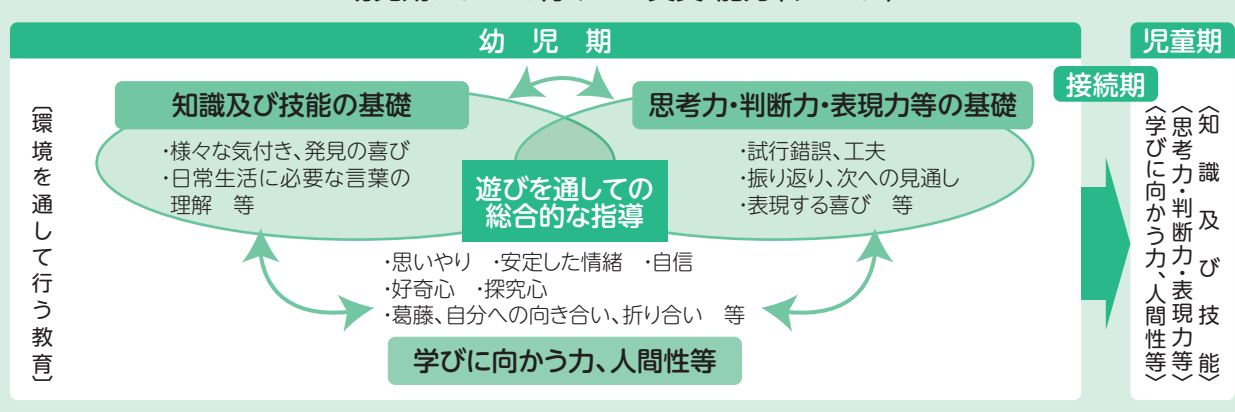 幼児期
児童期
接続期
〔環境を通して行う教育〕
知識及び技能の基礎
・様々な気付き、発見の喜び
・日常生活に必要な言葉の
理解 等
思考力・判断力・表現力等の基礎
・試行錯誤、工夫
・振り返り、次への見通し
・表現する喜び 等
遊びを通しての
総合的な指導
・思いやり ・安定した情緒 ・自信
・好奇心 ・探究心
・葛藤、自分への向き合い、折り合い 等
学びに向かう力、人間性等
〈知識及び技能〉
〈思考力・判断力・表現力等〉
〈学びに向かう力、人間性等〉